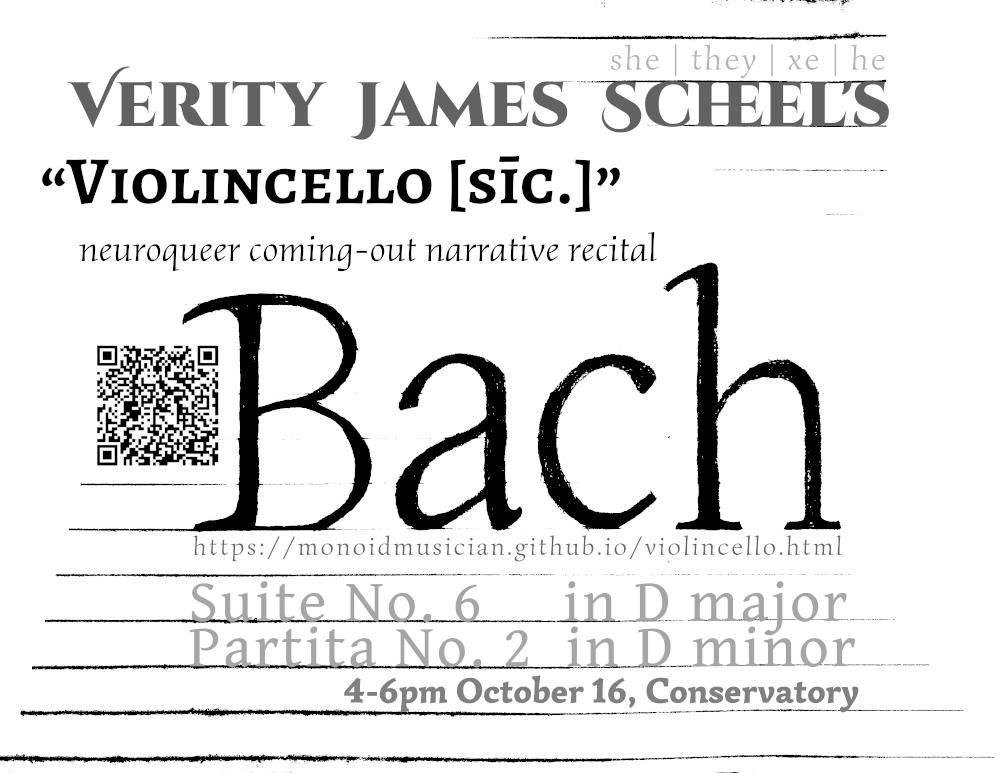 she | they | xe | he
Verity James Scheel's
“Violincello [sīc.]”
neuroqueer coming-out narrative recital
Bach
https://monoidmusician.github.io/violincello.html
Suite No. 6 in D major
Partita No. 2 in D minor
4-6pm October 16, Conservatory